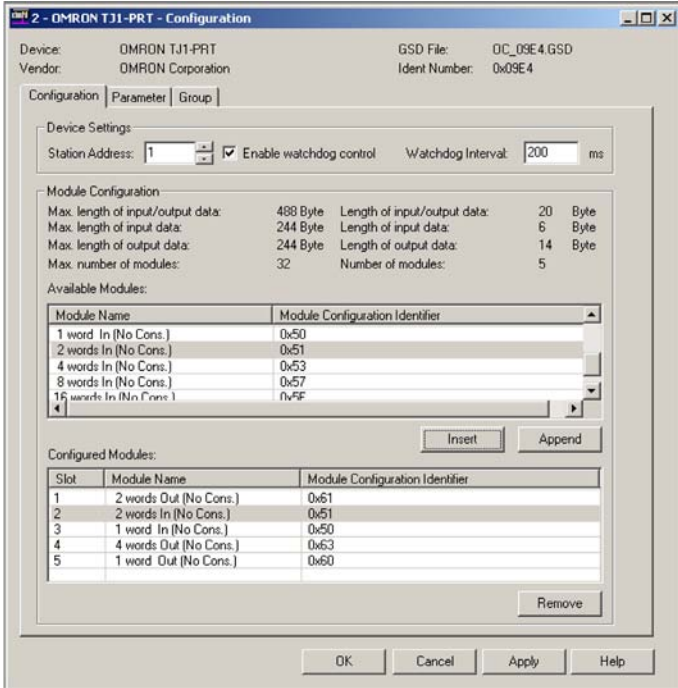 2 - OMRON TJ1-PRT - Configuration
Device: OMRON TJ1-PRT GSD File: OC_09E4.GSD
Vendor: OMRON Corporation Ident Number: 0x09E4
Configuration Parameter Group
Device Settings
Station Address: 1 Enable watchdog control Watchdog Interval: 200 ms
Module Configuration
Max. length of input/output data: 488 Byte Length of input/output data: 20 Byte
Max. length of input data: 244 Byte Length of input data: 6 Byte
Max. length of output data: 244 Byte Length of output data: 14 Byte
Max. number of modules: 32 Number of modules: 5
Available Modules:
Module Name Module Configuration Identifier
1 word In (No Cons.) 0x50
2 words In (No Cons.) 0x51
4 words In (No Cons.) 0x53
8 words In (No Cons.) 0x57
16 words In (No Cons.) 0x5F
Insert Append
Configured Modules:
Slot Module Name Module Configuration Identifier
1 2 words Out (No Cons.) 0x61
2 2 words In (No Cons.) 0x51
3 1 word In (No Cons.) 0x50
4 4 words Out (No Cons.) 0x63
5 1 word Out (No Cons.) 0x60
Remove
OK Cancel Apply Help